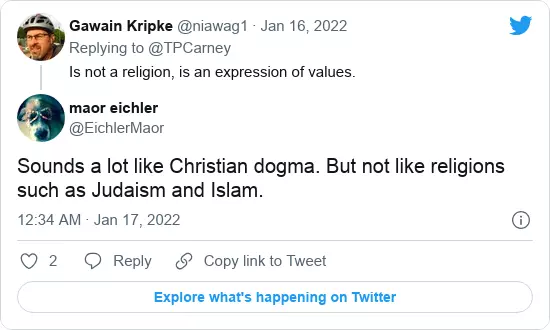 Gawain Kripke @niawag1 · Jan 16, 2022
Replying to @TPCarney
Is not a religion, is an expression of values.
maor eichler
@EichlerMaor
Sounds a lot like Christian dogma. But not like religions
such as Judaism and Islam.
12:34 AM · Jan 17, 2022
2 Reply Copy link to Tweet
Explore what's happening on Twitter